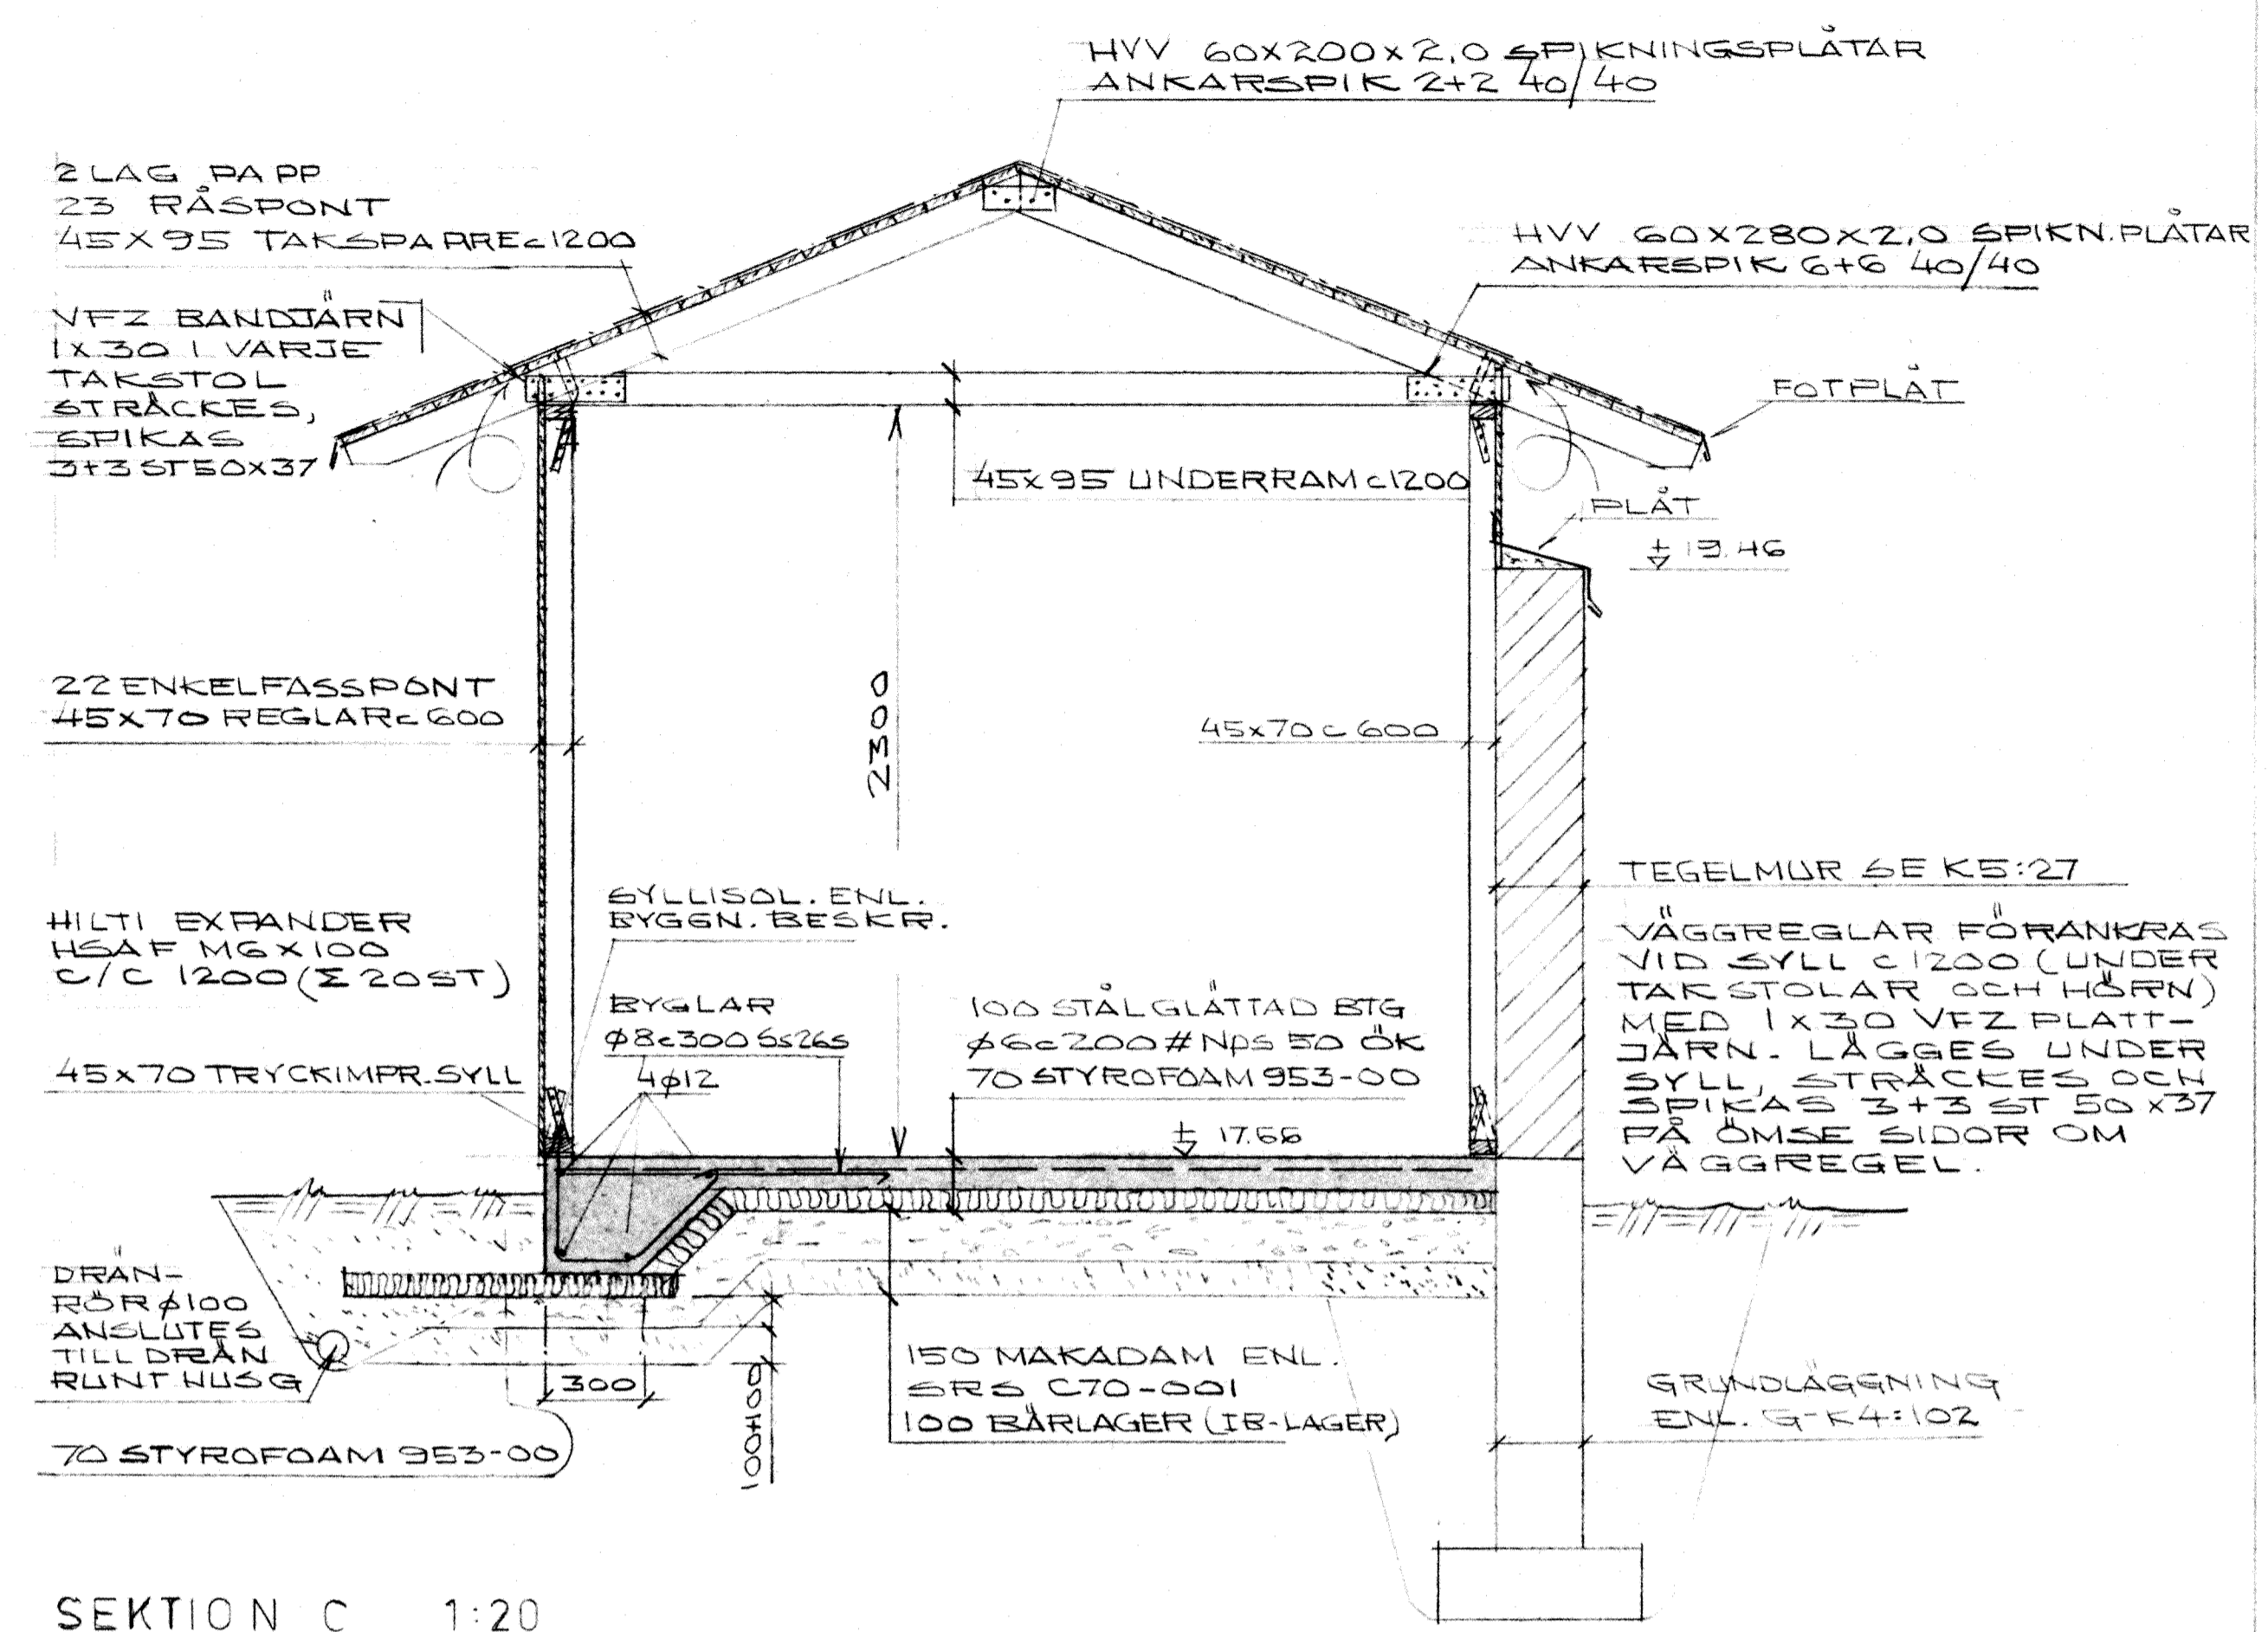 HVV 60x200x2,0 SPIKNINGSPLÅTAR
ANKARSPIK 2+2 40/40
2 LAG PAPP
23 RÅSPONT
45X95 TAKSPARRE c 1200
HVV 60X280X2,0 SPIKN.PLÅTAR
ANKARSPIK 6+6 40/40
VFZ BANDJÄRN
1x30 I VARJE
TAKSTOL
STRÄCKES,
SPIKAS
3+3 ST 50x37
FOTPLÅT
45x95 UNDERRAM c 1200
PLÅT
+ 19.46
22 ENKELFASSPONT
45x70 REGLAR c 600
2300
45x70 c 600
TEGELMUR SE K5:27
VÄGGREGLAR FÖRANKRAS
VID SYLL c 1200 (UNDER
TAKSTOLAR OCH HÖRN)
MED 1x30 VFZ PLATT-
JÄRN. LÄGGES UNDER
SYLL, STRÄCKES OCH
SPIKAS 3+3 ST 50x37
PÅ ÖMSE SIDOR OM
VÄGGREGEL.
HILTI EXPANDER
HSAF M6X100
C/C 1200 (Σ 20 ST)
SYLLISOL. ENL.
BYGGN. BESKR.
BYGLAR
φ8c300 Ss26s
4φ12
100 STÅLGLÄTTAD BTG
φ6c200 # Nps 50 ÖK
70 STYROFOAM 953-00
45x70 TRYCKIMPR.SYLL
+ 17.66
DRÄN-
RÖR φ100
ANSLUTES
TILL DRÄN
RUNT HUS G
300
100+100
150 MAKADAM ENL.
SRS C70-001
100 BÄRLAGER (IB-LAGER)
GRUNDLÄGGNING
ENL. G-K4:102
70 STYROFOAM 953-00
SEKTION C 1:20